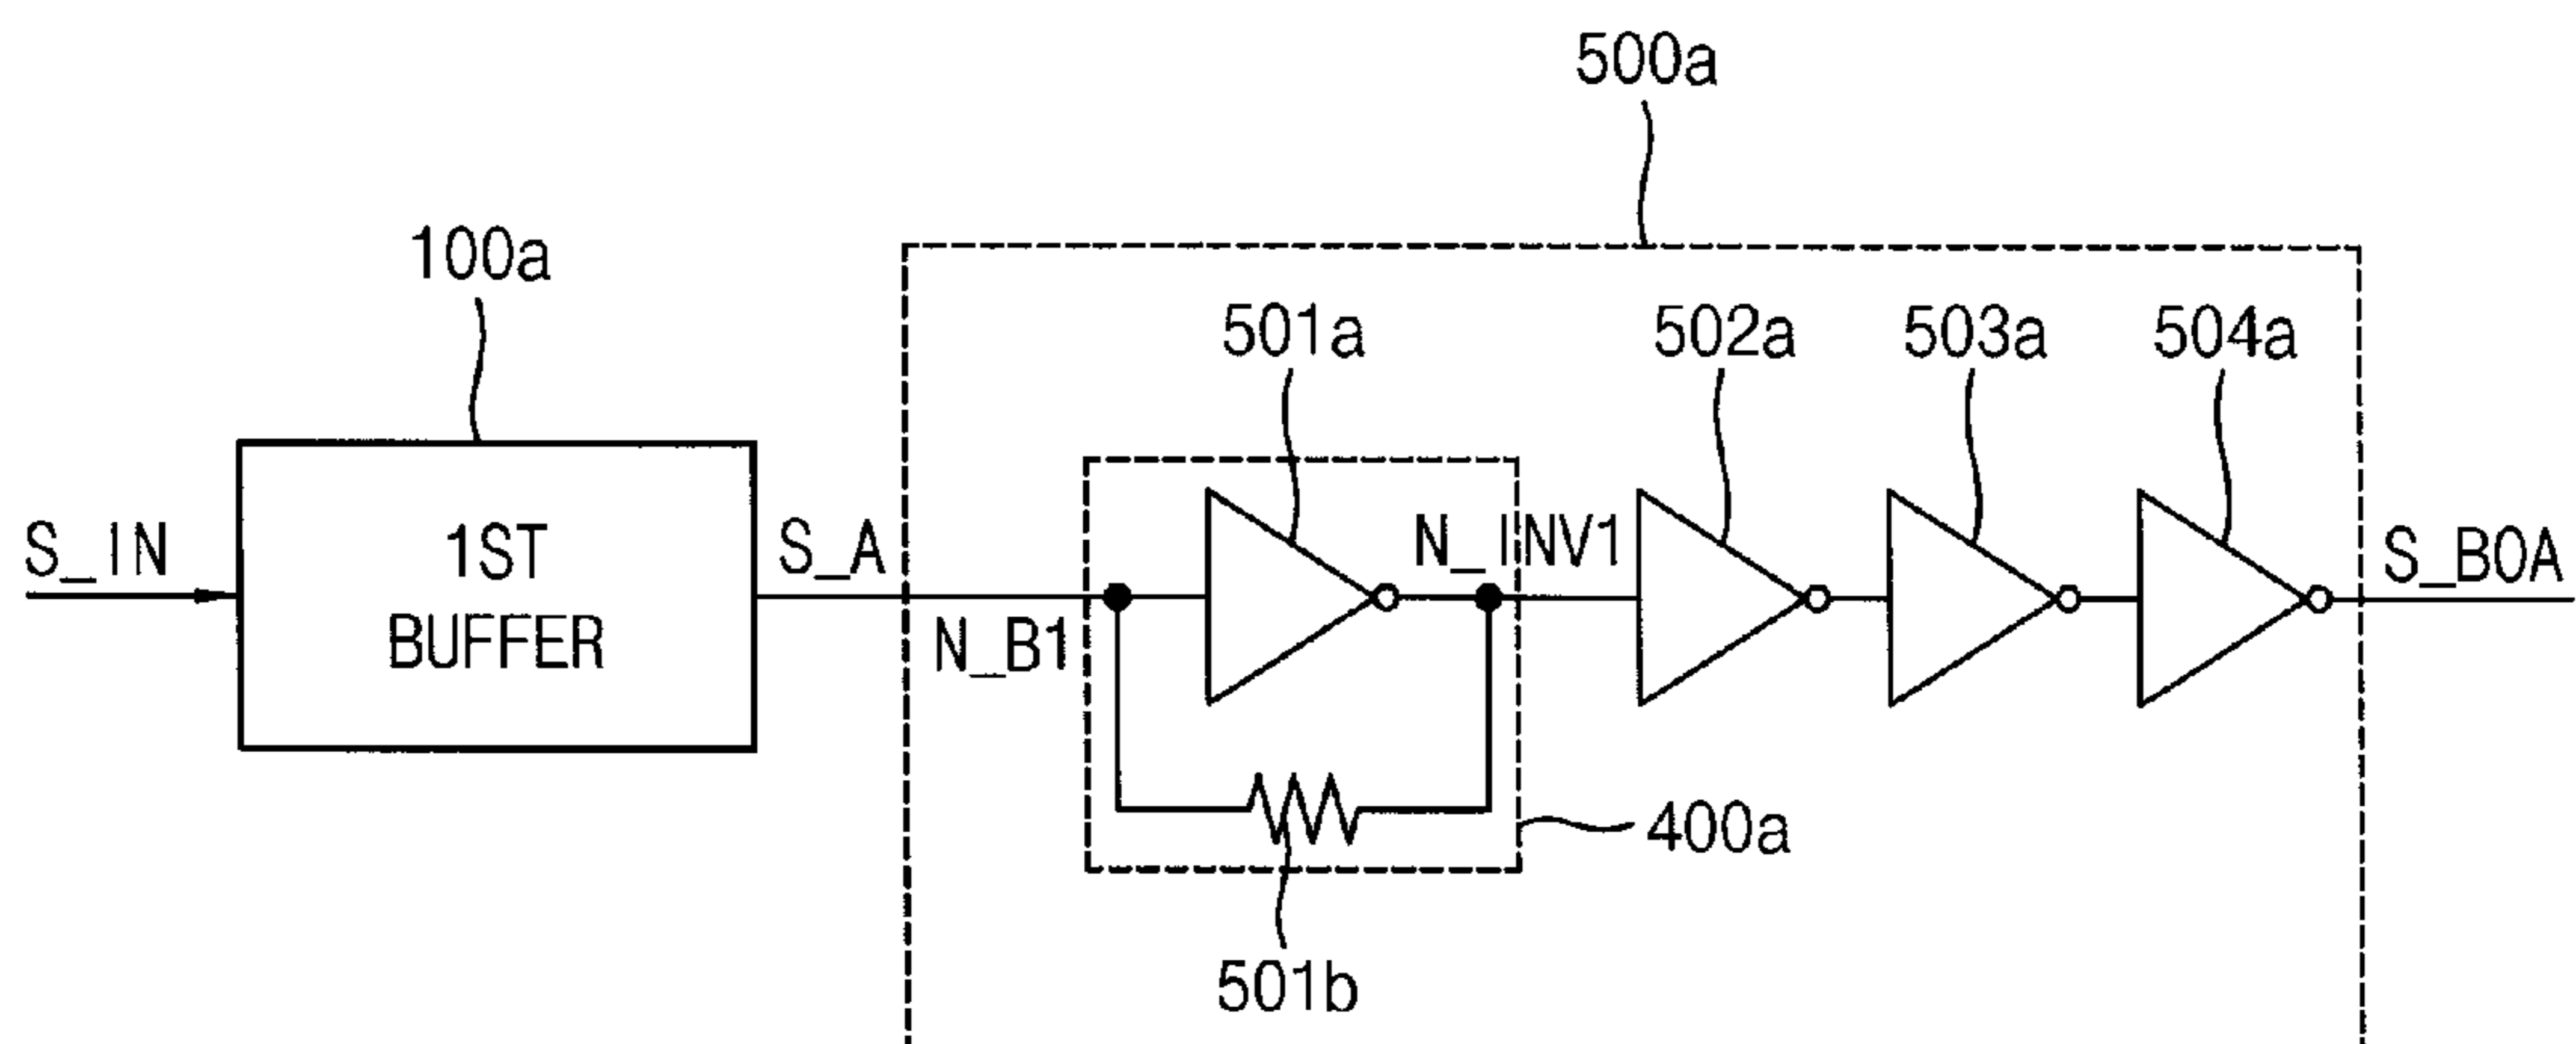 500a
100a
501a
502a
503a
504a
S_IN
1ST
BUFFER
S_A
N_B1
N_INV1
S_BOA
400a
501b